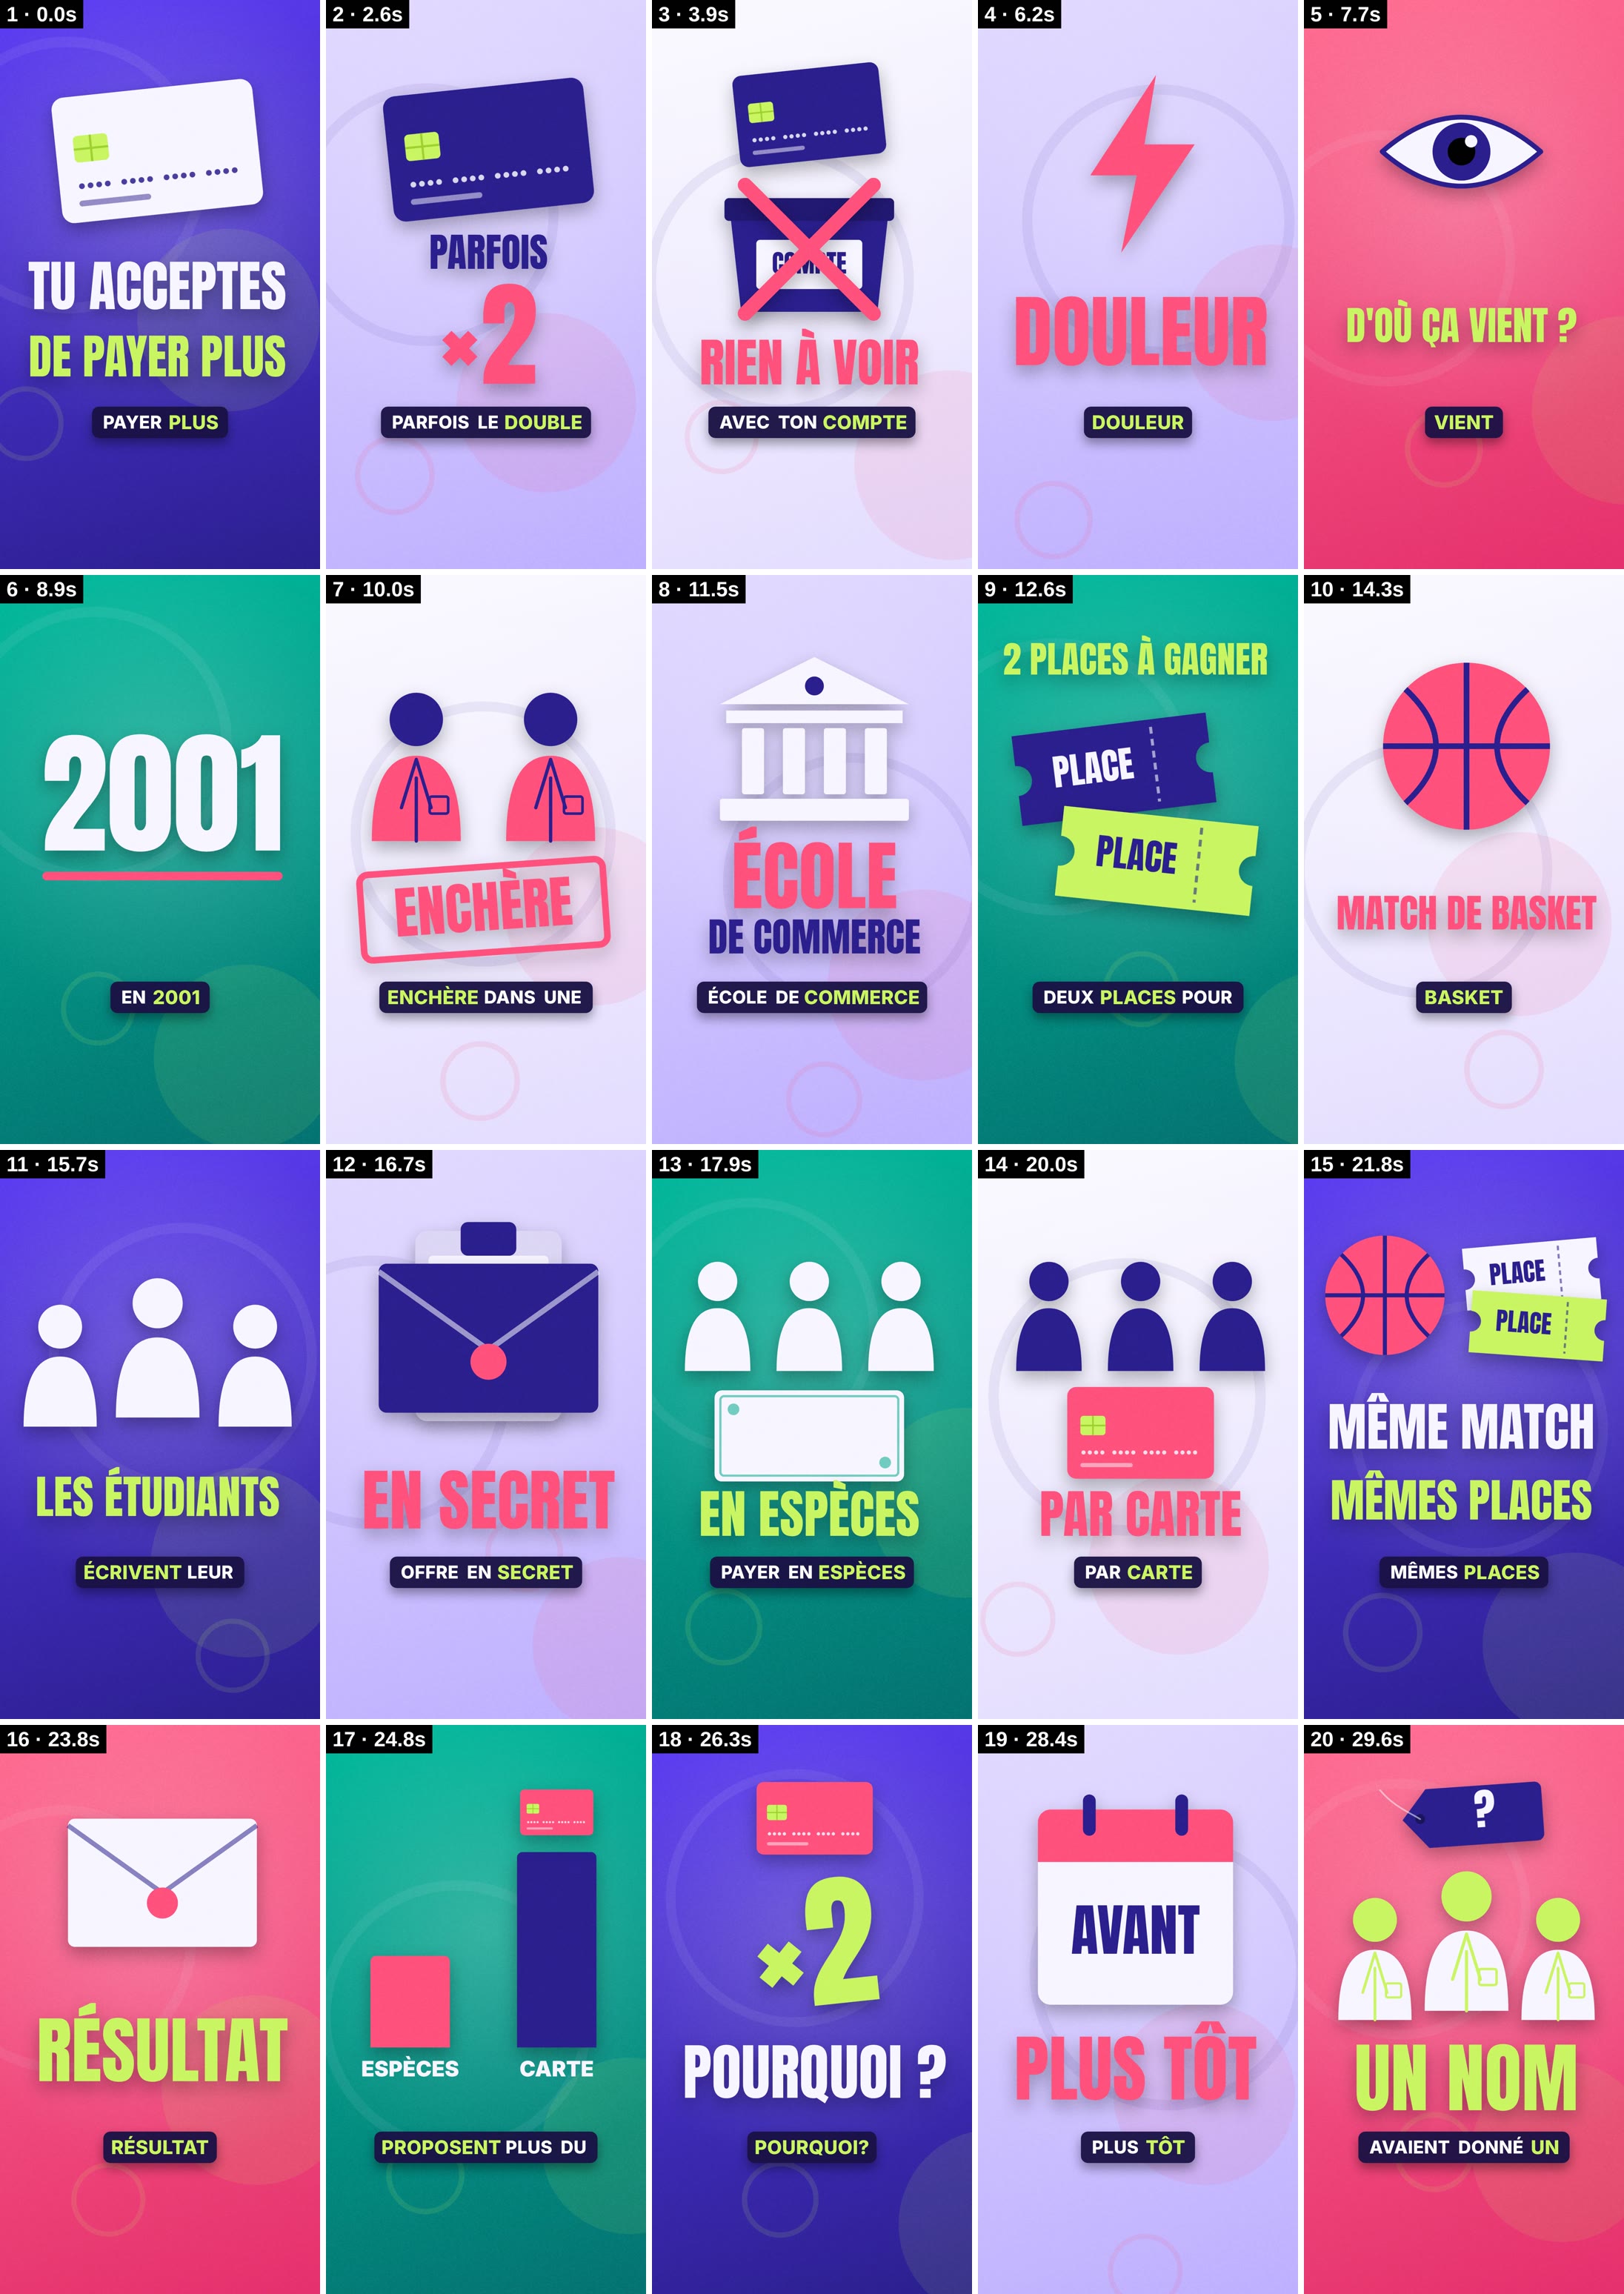 1 · 0.0s
TU ACCEPTES
DE PAYER PLUS
PAYER PLUS
2 · 2.6s
PARFOIS
×2
PARFOIS LE DOUBLE
3 · 3.9s
COMPTE
RIEN À VOIR
AVEC TON COMPTE
4 · 6.2s
DOULEUR
DOULEUR
5 · 7.7s
D'OÙ ÇA VIENT ?
VIENT
6 · 8.9s
2001
EN 2001
7 · 10.0s
ENCHÈRE
ENCHÈRE DANS UNE
8 · 11.5s
ÉCOLE
DE COMMERCE
ÉCOLE DE COMMERCE
9 · 12.6s
2 PLACES À GAGNER
PLACE
PLACE
DEUX PLACES POUR
10 · 14.3s
MATCH DE BASKET
BASKET
11 · 15.7s
LES ÉTUDIANTS
ÉCRIVENT LEUR
12 · 16.7s
EN SECRET
OFFRE EN SECRET
13 · 17.9s
EN ESPÈCES
PAYER EN ESPÈCES
14 · 20.0s
PAR CARTE
PAR CARTE
15 · 21.8s
PLACE
PLACE
MÊME MATCH
MÊMES PLACES
MÊMES PLACES
16 · 23.8s
RÉSULTAT
RÉSULTAT
17 · 24.8s
ESPÈCES
CARTE
PROPOSENT PLUS DU
18 · 26.3s
×2
POURQUOI ?
POURQUOI?
19 · 28.4s
AVANT
PLUS TÔT
PLUS TÔT
20 · 29.6s
?
UN NOM
AVAIENT DONNÉ UN